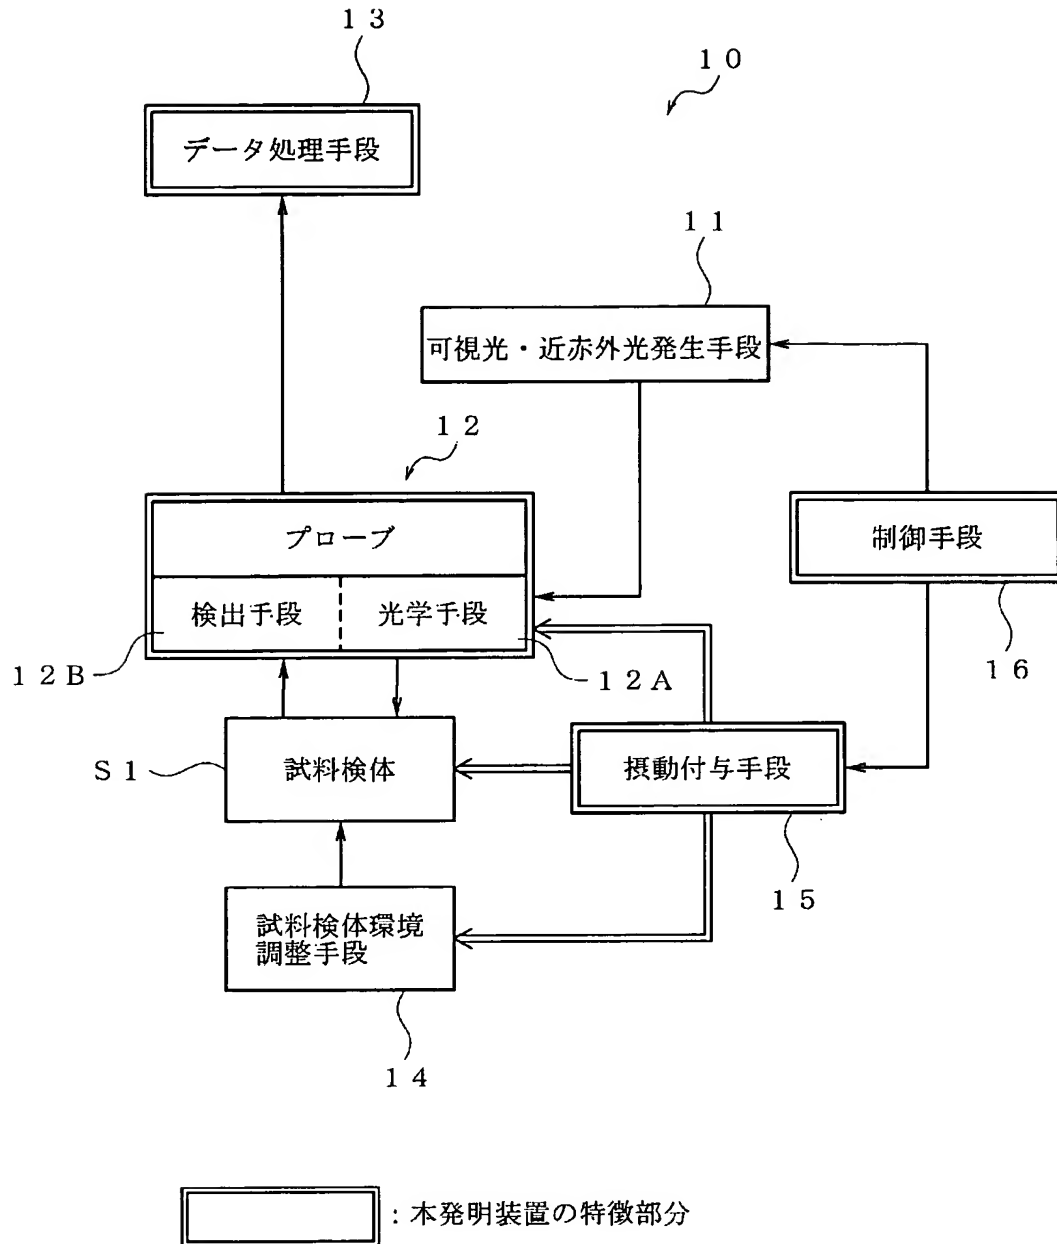 １３
１０
データ処理手段
１１
可視光・近赤外光発生手段
１２
プローブ
制御手段
検出手段
光学手段
１２Ｂ
１２Ａ
１６
Ｓ１
試料検体
摂動付与手段
１５
試料検体環境
調整手段
１４
：本発明装置の特徴部分